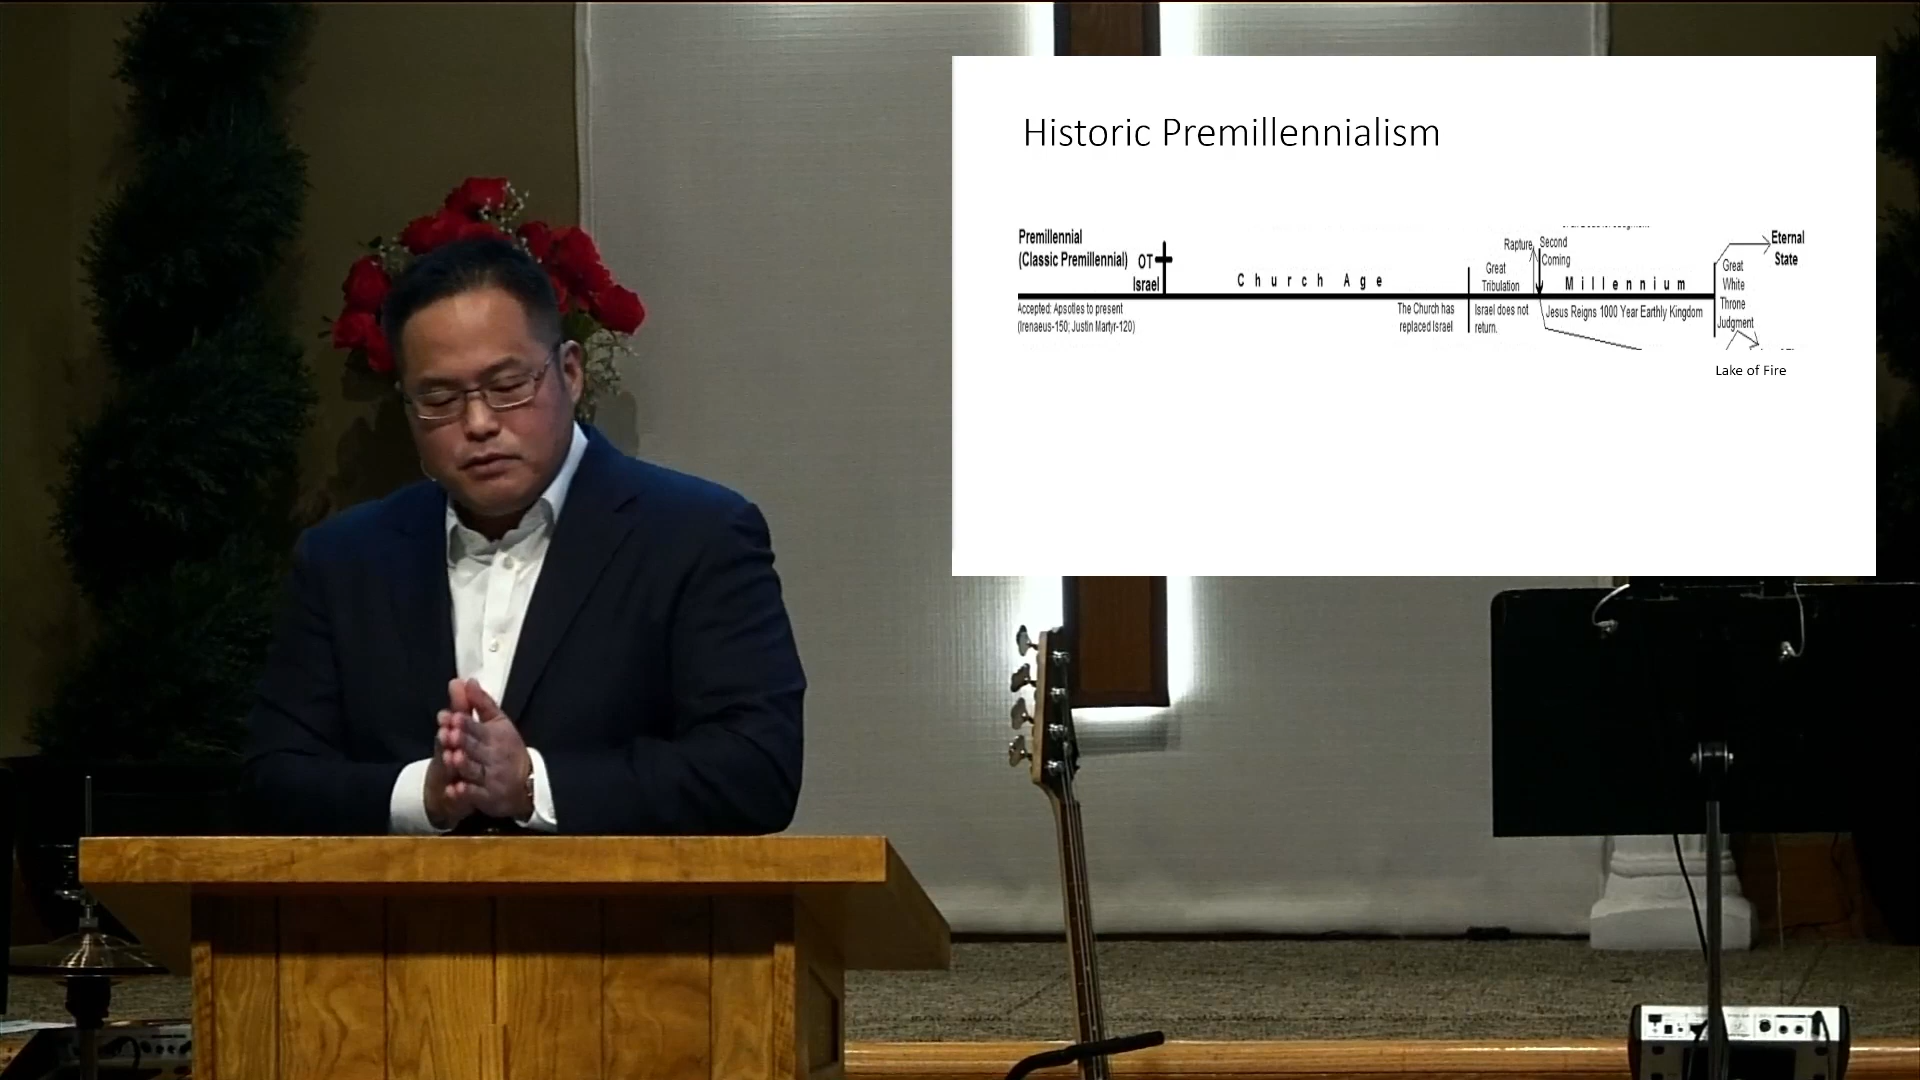 Historic Premillennialism
Premillennial
(Classic Premillennial)
OT
Israel
Church Age
Rapture
Second
Coming
Great
Tribulation
Millennium
Eternal
State
Great
White
Throne
Judgment
Accepted: Apsotles to present
(Irenaeus-150; Justin Martyr-120)
The Church has
replaced Israel
Israel does not
return.
Jesus Reigns 1000 Year Earthly Kingdom
Lake of Fire